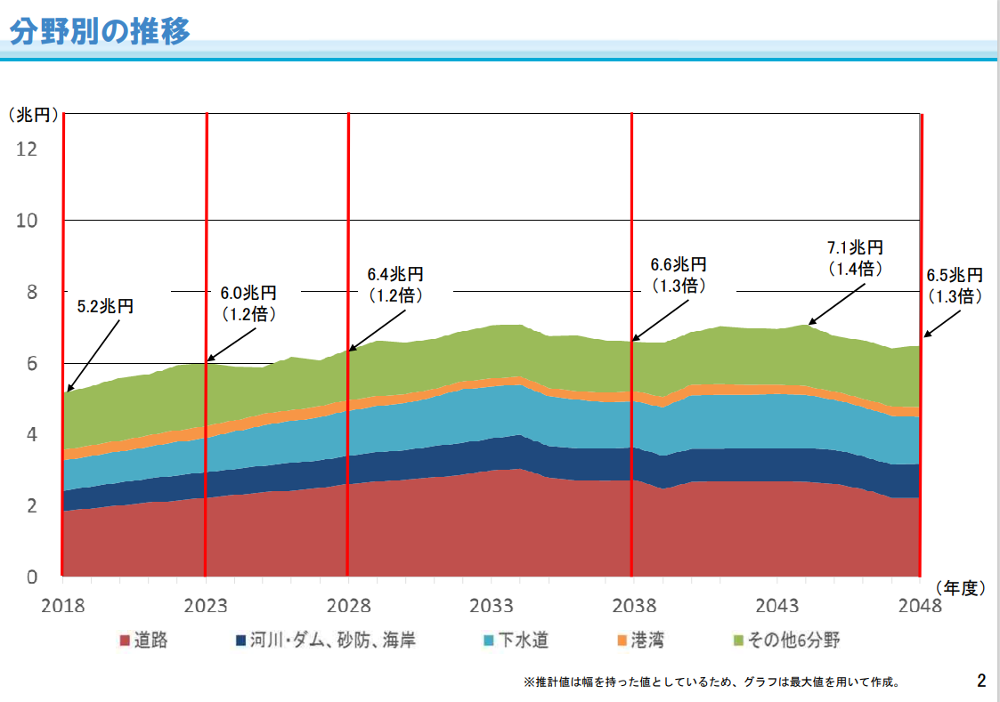 分野別の推移
（兆円）
12
10
8
6
4
2
0
5.2兆円
6.0兆円
（1.2倍）
6.4兆円
（1.2倍）
6.6兆円
（1.3倍）
7.1兆円
（1.4倍）
6.5兆円
（1.3倍）
（年度）
2018 2023 2028 2033 2038 2043 2048
道路 河川・ダム、砂防、海岸 下水道 港湾 その他6分野
※推計値は幅を持った値としているため、グラフは最大値を用いて作成。
2